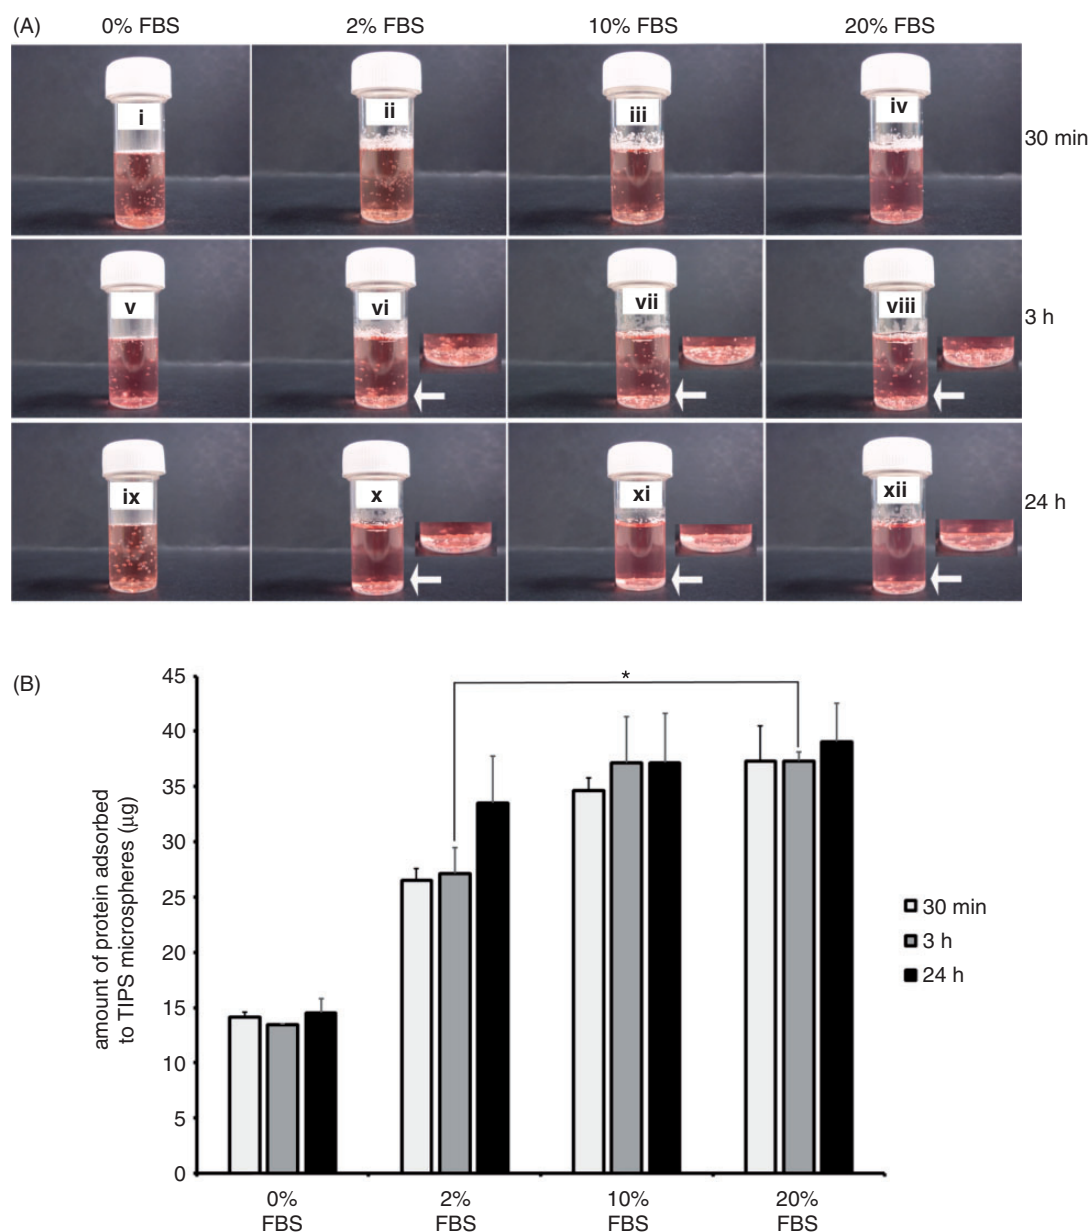 (A)
0% FBS
2% FBS
10% FBS
20% FBS
i
ii
iii
iv
30 min
v
vi
vii
viii
3 h
ix
x
xi
xii
24 h
(B)
*
45
40
35
30
25
20
15
10
5
0
amount of protein adsorbed
to TIPS microspheres (μg)
0%
FBS
2%
FBS
10%
FBS
20%
FBS
30 min
3 h
24 h